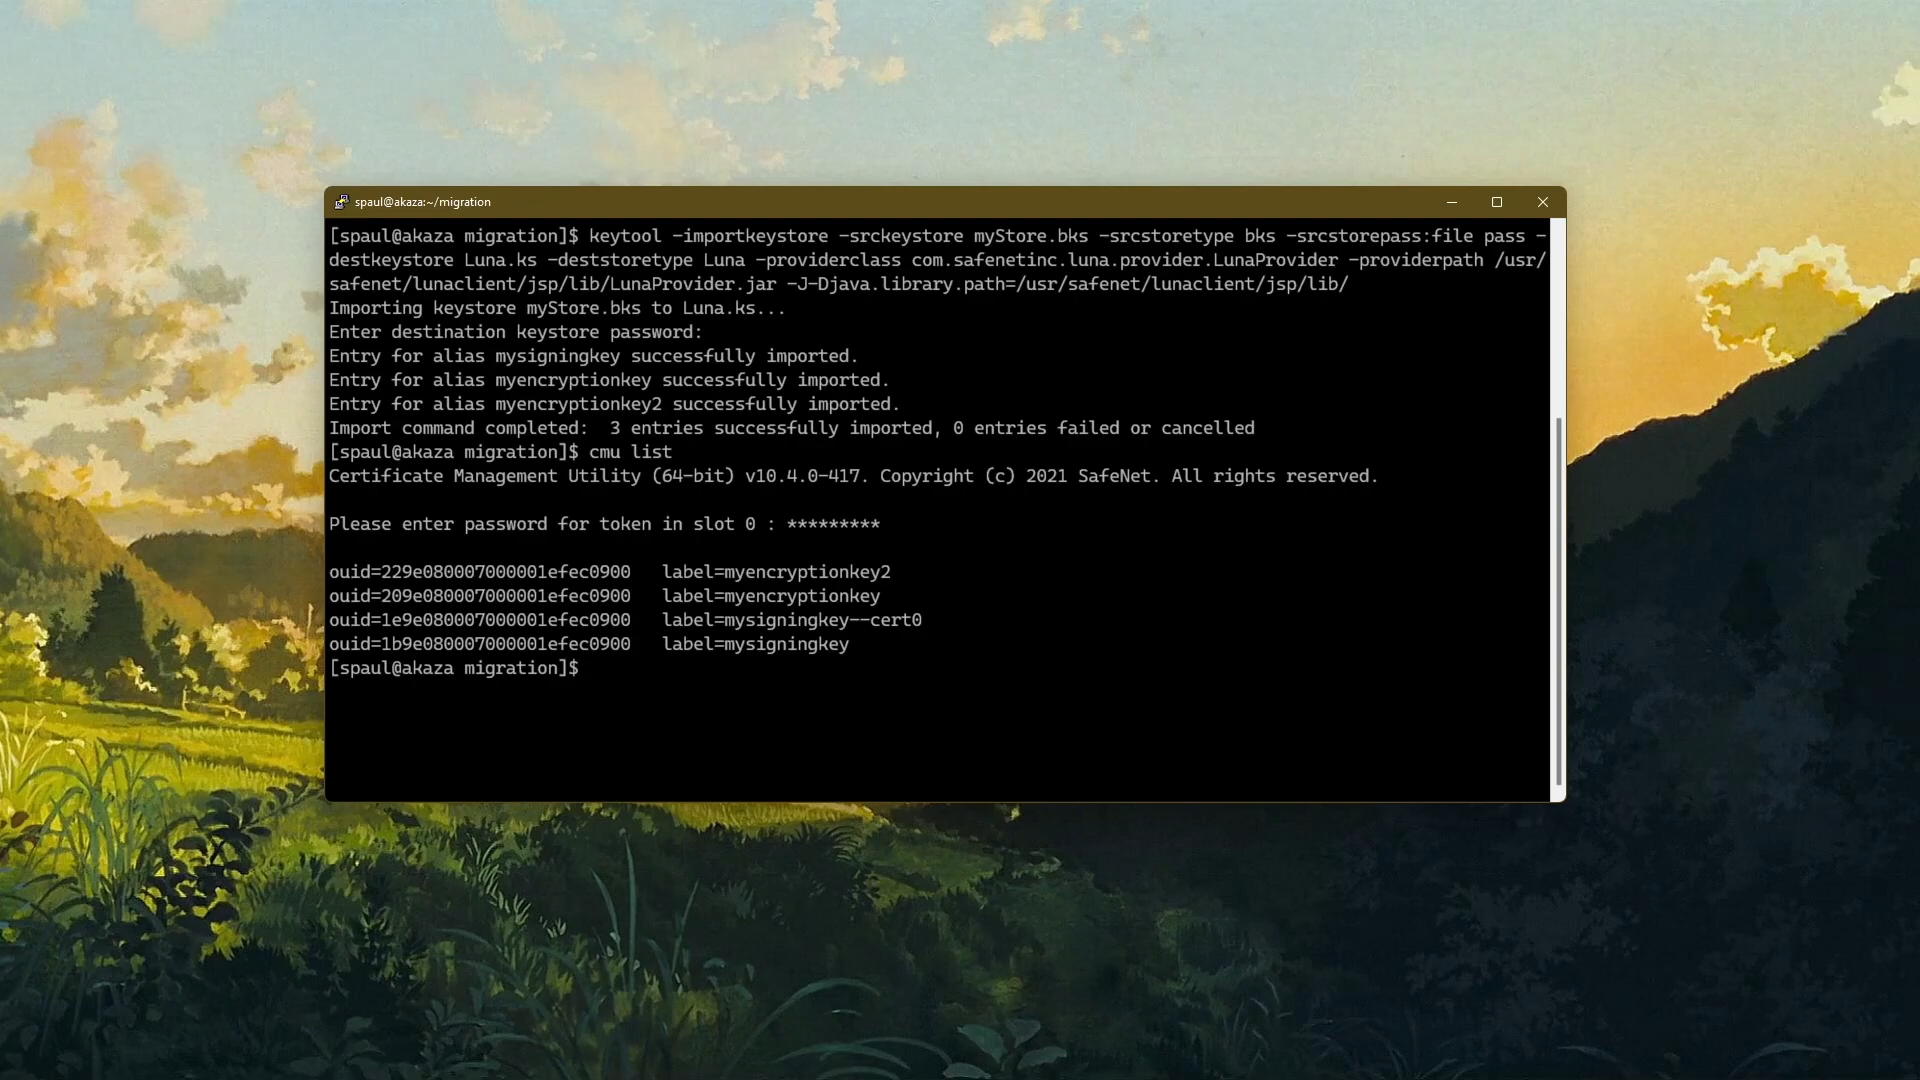 spaul@akaza:~/migration
[spaul@akaza migration]$ keytool -importkeystore -srckeystore myStore.bks -srcstoretype bks -srcstorepass:file pass -
destkeystore Luna.ks -deststoretype Luna -providerclass com.safenetinc.luna.provider.LunaProvider -providerpath /usr/
safenet/lunaclient/jsp/lib/LunaProvider.jar -J-Djava.library.path=/usr/safenet/lunaclient/jsp/lib/
Importing keystore myStore.bks to Luna.ks...
Enter destination keystore password:
Entry for alias mysigningkey successfully imported.
Entry for alias myencryptionkey successfully imported.
Entry for alias myencryptionkey2 successfully imported.
Import command completed:  3 entries successfully imported, 0 entries failed or cancelled
[spaul@akaza migration]$ cmu list
Certificate Management Utility (64-bit) v10.4.0-417. Copyright (c) 2021 SafeNet. All rights reserved.
Please enter password for token in slot 0 : *********
ouid=229e080007000001efec0900   label=myencryptionkey2
ouid=209e080007000001efec0900   label=myencryptionkey
ouid=1e9e080007000001efec0900   label=mysigningkey--cert0
ouid=1b9e080007000001efec0900   label=mysigningkey
[spaul@akaza migration]$